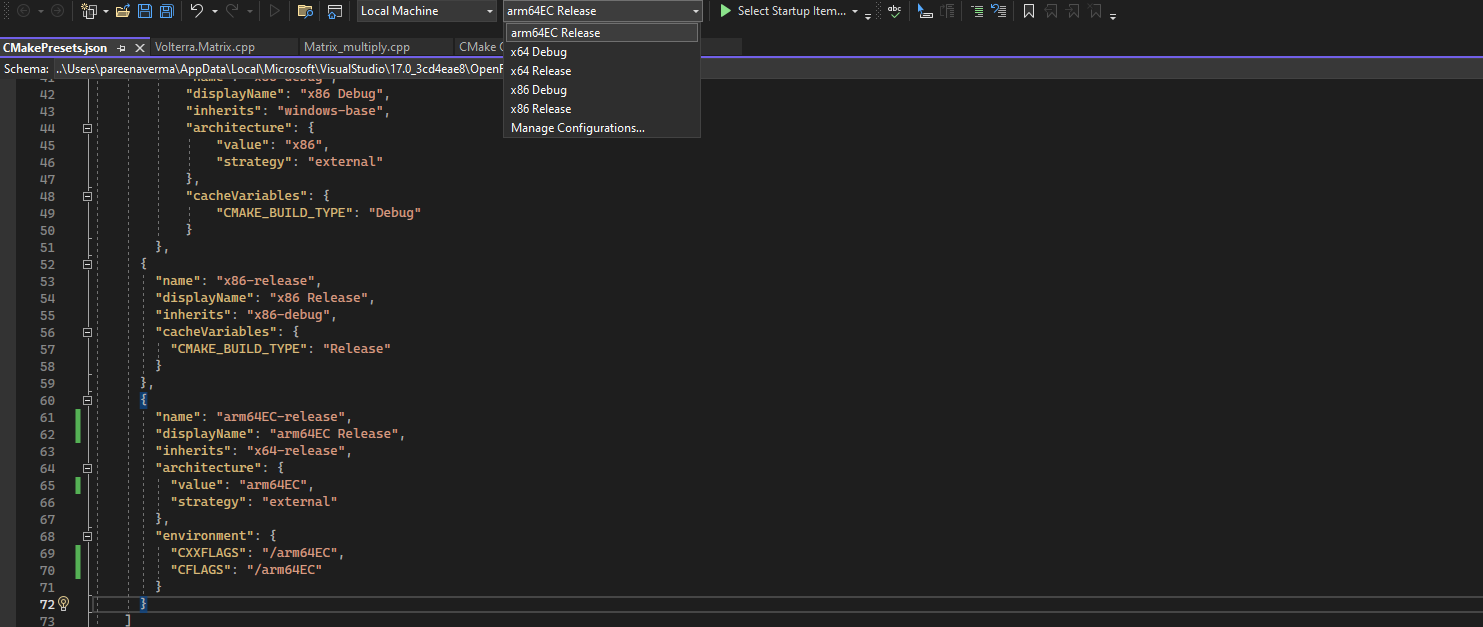 Local Machine
arm64EC Release
Select Startup Item...
abc
CMakePresets.json
Volterra.Matrix.cpp
Matrix_multiply.cpp
CMake
Schema: ..\Users\pareenaverma\AppData\Local\Microsoft\VisualStudio\17.0_3cd4eae8\OpenF
arm64EC Release
x64 Debug
x64 Release
x86 Debug
x86 Release
Manage Configurations...
41 "name": "x86-debug",
42 "displayName": "x86 Debug",
43 "inherits": "windows-base",
44 "architecture": {
45 "value": "x86",
46 "strategy": "external"
47 },
48 "cacheVariables": {
49 "CMAKE_BUILD_TYPE": "Debug"
50 }
51 },
52 {
53 "name": "x86-release",
54 "displayName": "x86 Release",
55 "inherits": "x86-debug",
56 "cacheVariables": {
57 "CMAKE_BUILD_TYPE": "Release"
58 }
59 },
60 {
61 "name": "arm64EC-release",
62 "displayName": "arm64EC Release",
63 "inherits": "x64-release",
64 "architecture": {
65 "value": "arm64EC",
66 "strategy": "external"
67 },
68 "environment": {
69 "CXXFLAGS": "/arm64EC",
70 "CFLAGS": "/arm64EC"
71 }
72 }
73 ]